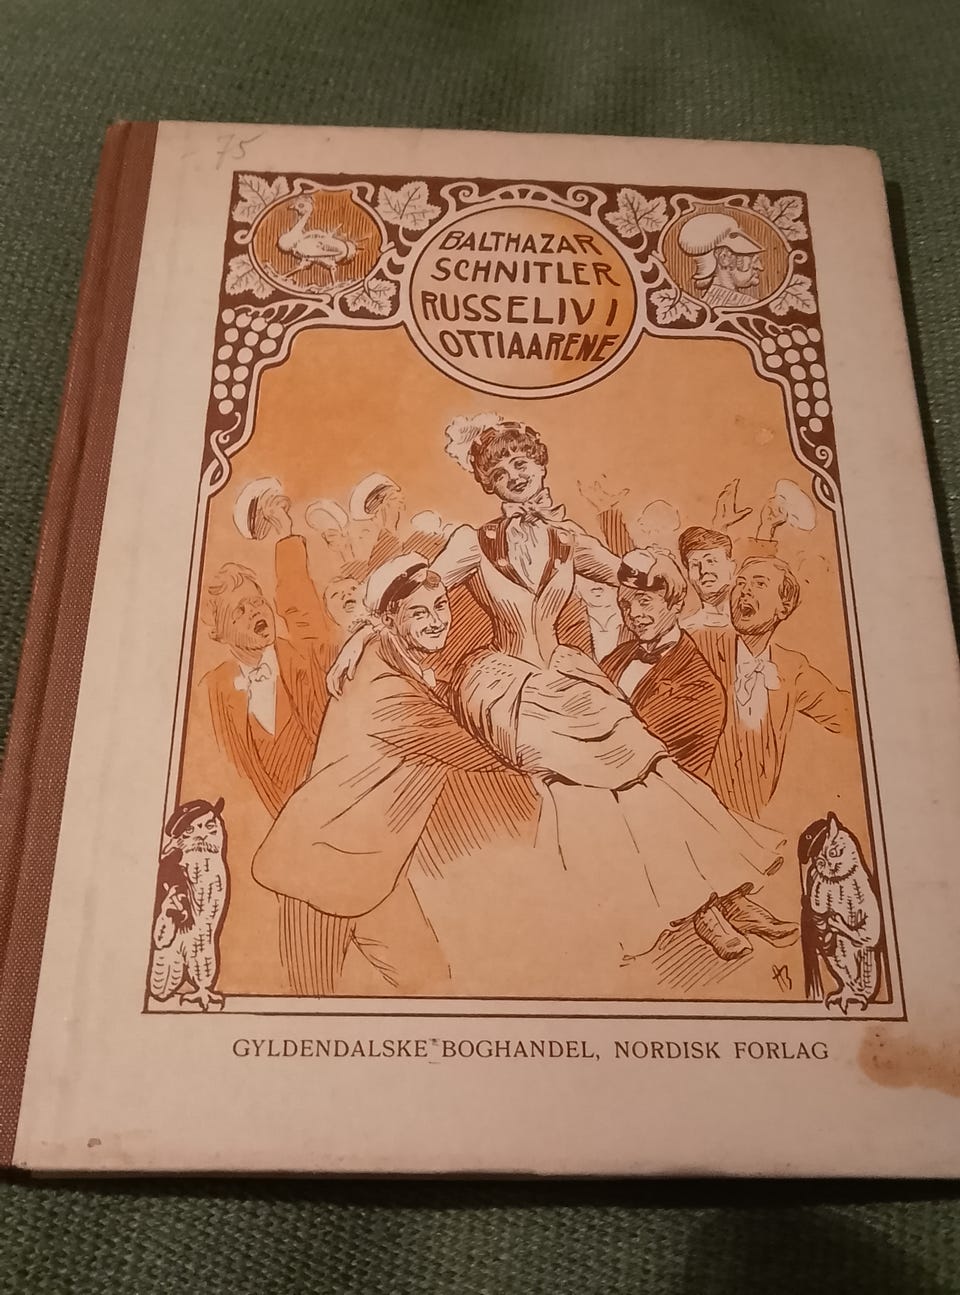 75
BALTHAZAR
SCHNITLER
RUSSELIV I
OTTIAARENE
GYLDENDALSKE BOGHANDEL, NORDISK FORLAG